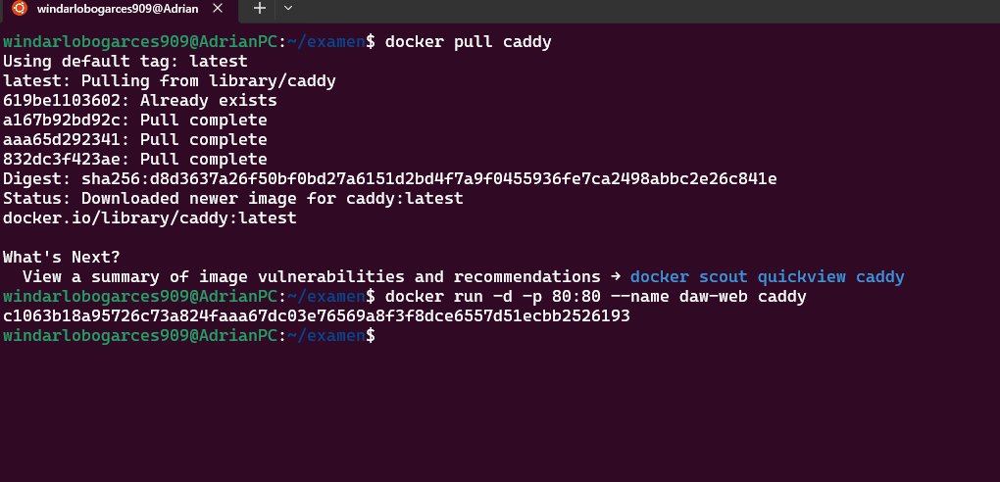 windarlobogarces909@Adrian
windarlobogarces909@AdrianPC:~/examen$ docker pull caddy
Using default tag: latest
latest: Pulling from library/caddy
619be1103602: Already exists
a167b92bd92c: Pull complete
aaa65d292341: Pull complete
832dc3f423ae: Pull complete
Digest: sha256:d8d3637a26f50bf0bd27a6151d2bd4f7a9f0455936fe7ca2498abbc2e26c841e
Status: Downloaded newer image for caddy:latest
docker.io/library/caddy:latest
What's Next?
View a summary of image vulnerabilities and recommendations → docker scout quickview caddy
windarlobogarces909@AdrianPC:~/examen$ docker run -d -p 80:80 --name daw-web caddy
c1063b18a95726c73a824faaa67dc03e76569a8f3f8dce6557d51ecbb2526193
windarlobogarces909@AdrianPC:~/examen$